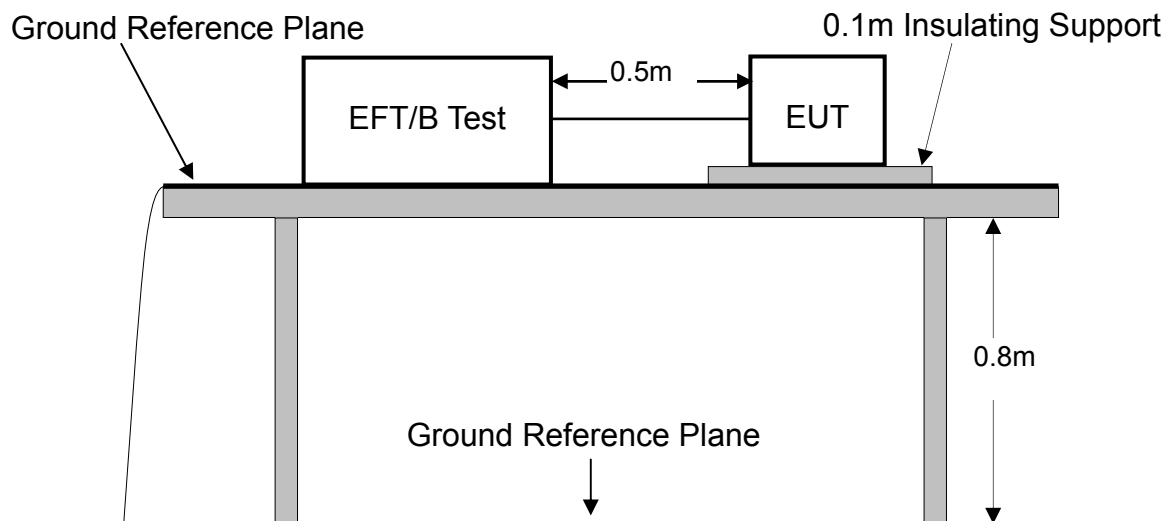 Ground Reference Plane
0.1m Insulating Support
0.5m
EFT/B Test
EUT
0.8m
Ground Reference Plane